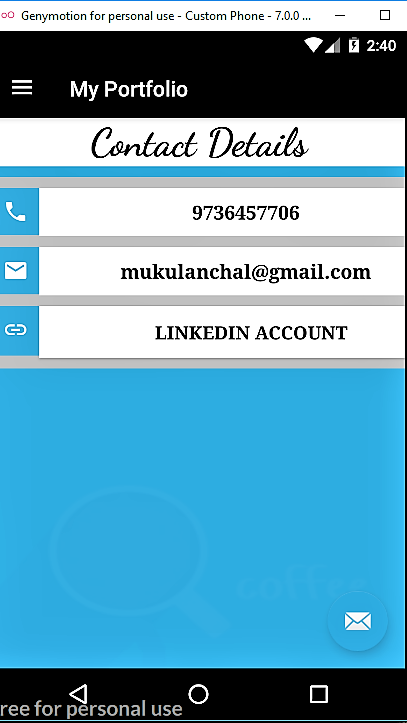 Genymotion for personal use - Custom Phone - 7.0.0 ...
2:40
My Portfolio
Contact Details
9736457706
mukulanchal@gmail.com
LINKEDIN ACCOUNT
coffee
ree for personal use